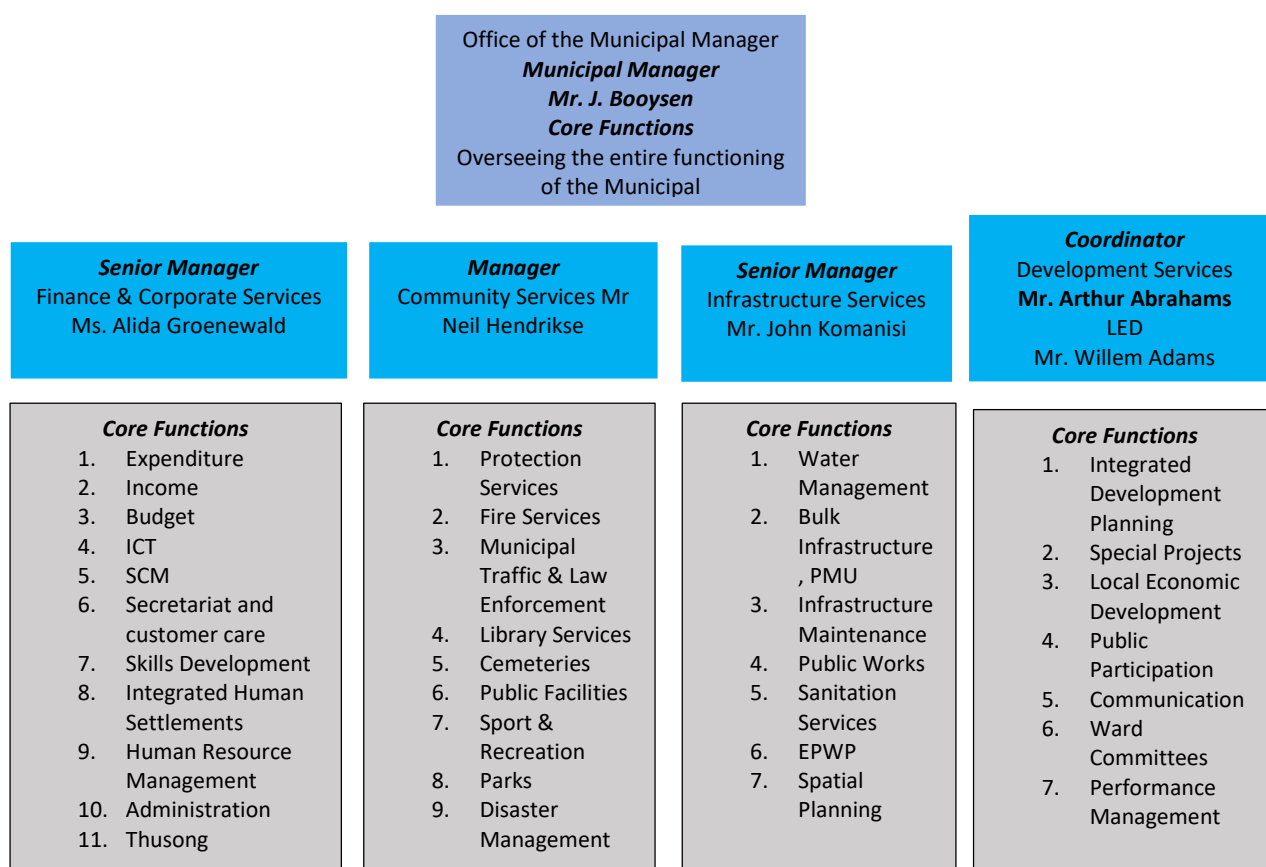 Office of the Municipal Manager
Municipal Manager
Mr. J. Booysen
Core Functions
Overseeing the entire functioning
of the Municipal
Senior Manager
Finance & Corporate Services
Ms. Alida Groenewald
Manager
Community Services Mr
Neil Hendrikse
Senior Manager
Infrastructure Services
Mr. John Komanisi
Coordinator
Development Services
Mr. Arthur Abrahams
LED
Mr. Willem Adams
Core Functions
1. Expenditure
2. Income
3. Budget
4. ICT
5. SCM
6. Secretariat and
customer care
7. Skills Development
8. Integrated Human
Settlements
9. Human Resource
Management
10. Administration
11. Thusong
Core Functions
1. Protection
Services
2. Fire Services
3. Municipal
Traffic & Law
Enforcement
4. Library Services
5. Cemeteries
6. Public Facilities
7. Sport &
Recreation
8. Parks
9. Disaster
Management
Core Functions
1. Water
Management
2. Bulk
Infrastructure
, PMU
3. Infrastructure
Maintenance
4. Public Works
5. Sanitation
Services
6. EPWP
7. Spatial
Planning
Core Functions
1. Integrated
Development
Planning
2. Special Projects
3. Local Economic
Development
4. Public
Participation
5. Communication
6. Ward
Committees
7. Performance
Management